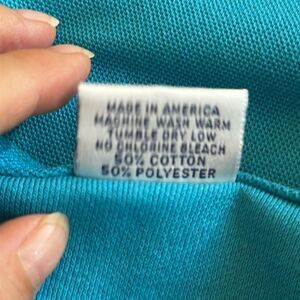 MADE IN AMERICA
MACHINE WASH WARM
TUMBLE DRY LOW
NO CHLORINE BLEACH
50% COTTON
50% POLYESTER